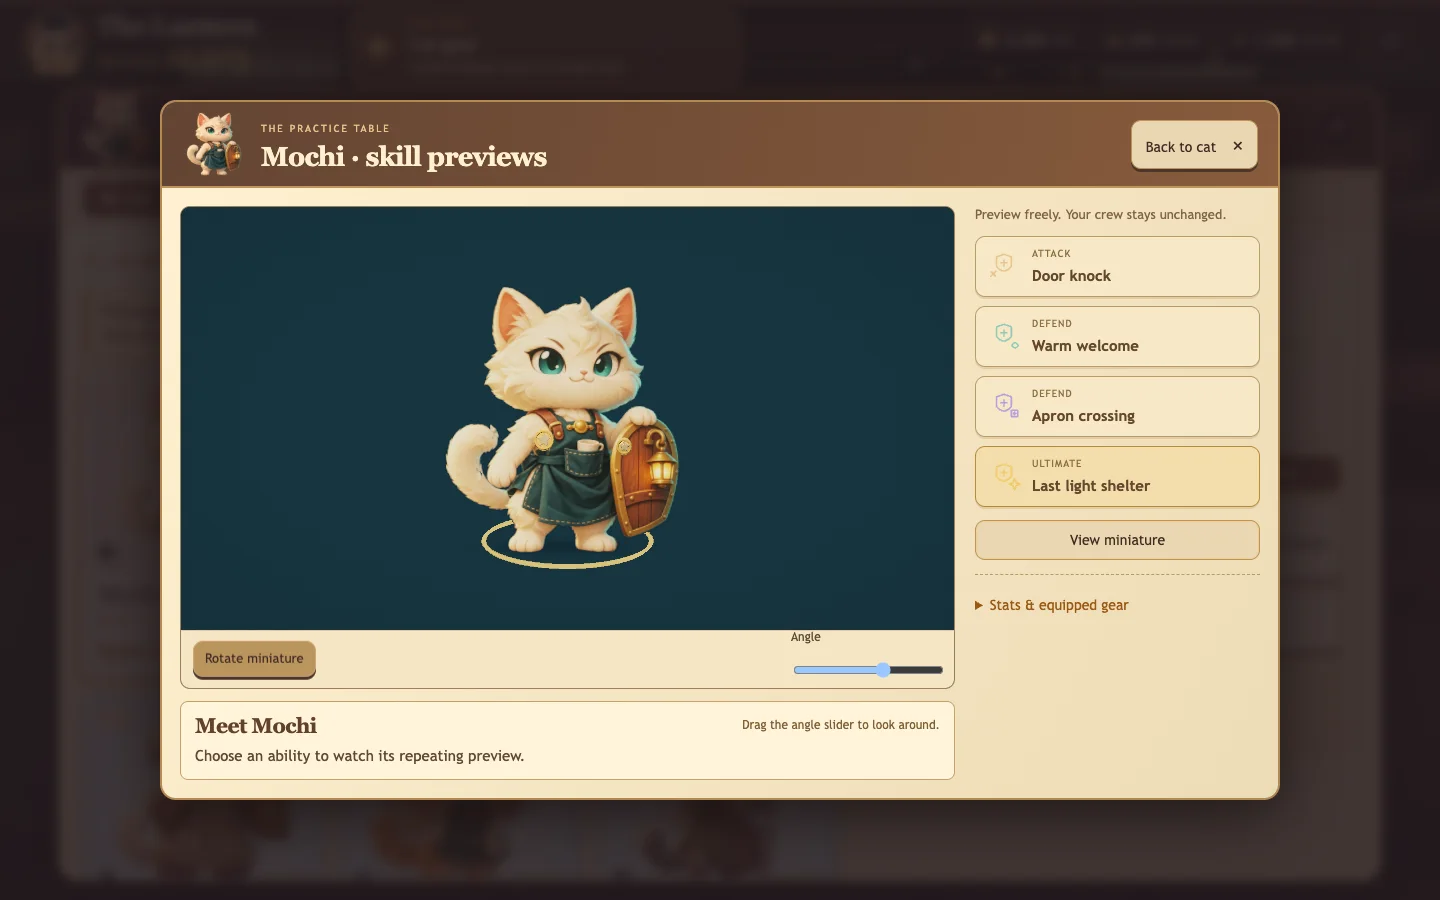 THE PRACTICE TABLE
Mochi · skill previews
Back to cat ×
Preview freely. Your crew stays unchanged.
ATTACK
Door knock
DEFEND
Warm welcome
DEFEND
Apron crossing
ULTIMATE
Last light shelter
View miniature
Stats & equipped gear
Angle
Rotate miniature
Meet Mochi
Drag the angle slider to look around.
Choose an ability to watch its repeating preview.